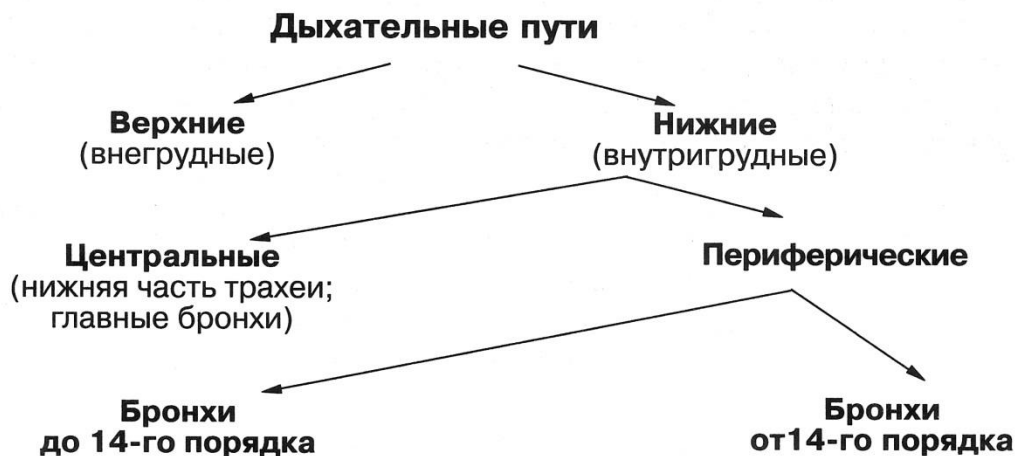 Дыхательные пути
Верхние
(внегрудные)
Нижние
(внутригрудные)
Центральные
(нижняя часть трахеи;
главные бронхи)
Периферические
Бронхи
до 14-го порядка
Бронхи
от14-го порядка